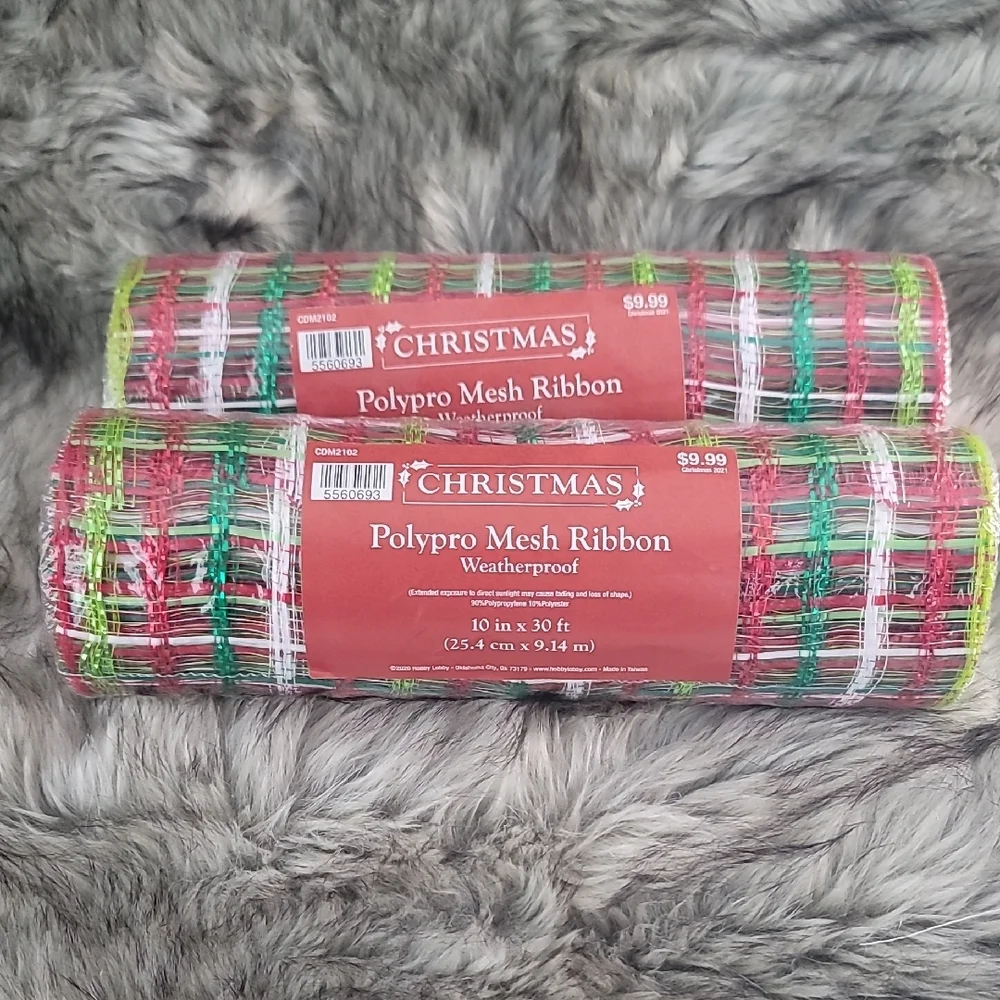 CDM2102
$9.99
Christmas 2021
5560693
CHRISTMAS
Polypro Mesh Ribbon
Weatherproof
CDM2102
$9.99
Christmas 2021
5560693
CHRISTMAS
Polypro Mesh Ribbon
Weatherproof
(Extended exposure to direct sunlight may cause fading and loss of shape.)
90%Polypropylene 10%Polyester
10 in x 30 ft
(25.4 cm x 9.14 m)
©2020 Hobby Lobby • Oklahoma City, Ok 73179 • www.hobbylobby.com • Made in Taiwan